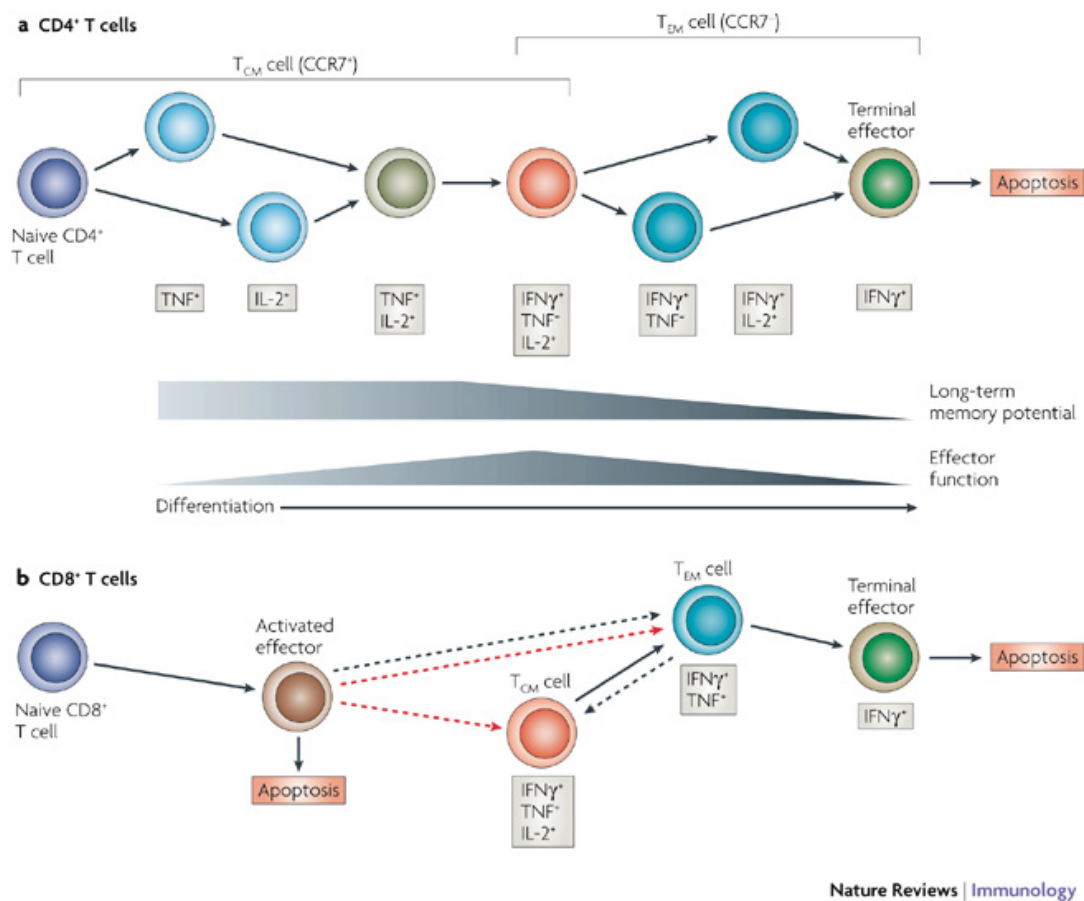 a CD4⁺ T cells
T_EM cell (CCR7⁻)
T_CM cell (CCR7⁺)
Terminal
effector
Apoptosis
Naive CD4⁺
T cell
TNF⁺
IL-2⁺
TNF⁺
IL-2⁺
IFNγ⁺
TNF⁺
IL-2⁺
IFNγ⁺
TNF⁺
IFNγ⁺
IL-2⁺
IFNγ⁺
Long-term
memory potential
Effector
function
Differentiation
b CD8⁺ T cells
Naive CD8⁺
T cell
Activated
effector
Apoptosis
T_CM cell
IFNγ⁺
TNF⁺
IL-2⁺
T_EM cell
IFNγ⁺
TNF⁺
Terminal
effector
IFNγ⁺
Apoptosis
Nature Reviews | Immunology